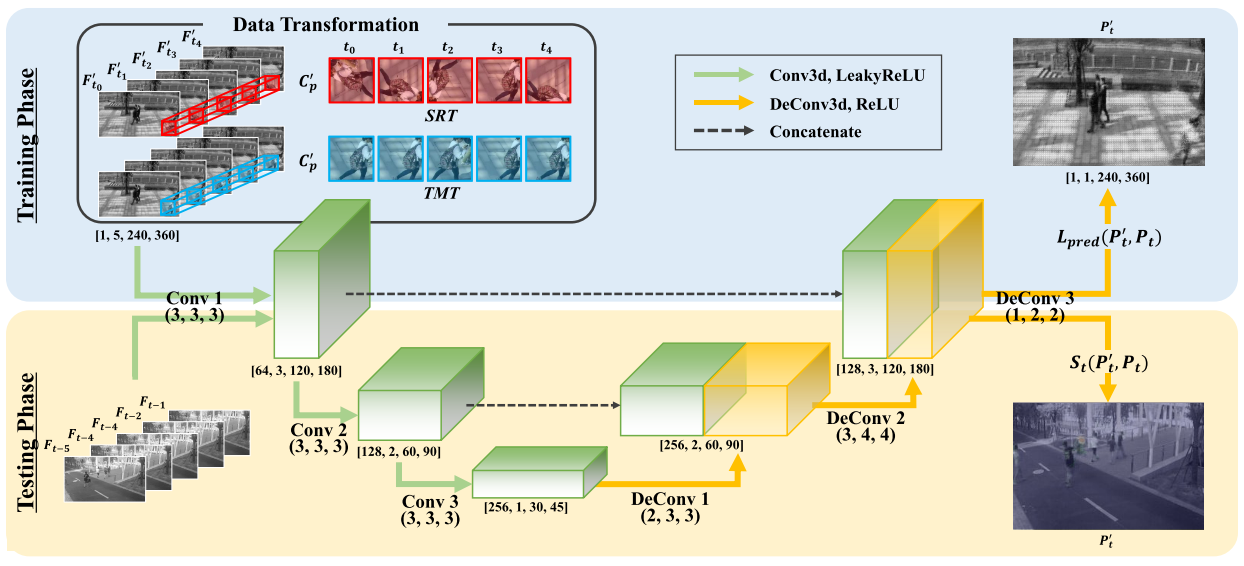 Training Phase
Data Transformation
F'_{t_0}
F'_{t_1}
F'_{t_2}
F'_{t_3}
F'_{t_4}
t_0 t_1 t_2 t_3 t_4
C'_p
SRT
C'_p
TMT
[1, 5, 240, 360]
Conv3d, LeakyReLU
DeConv3d, ReLU
Concatenate
P'_t
[1, 1, 240, 360]
L_{pred}(P'_t, P_t)
Conv 1
(3, 3, 3)
DeConv 3
(1, 2, 2)
Testing Phase
F_{t-5}
F_{t-4}
F_{t-4}
F_{t-2}
F_{t-1}
[64, 3, 120, 180]
Conv 2
(3, 3, 3)
[128, 2, 60, 90]
Conv 3
(3, 3, 3)
[256, 1, 30, 45]
DeConv 1
(2, 3, 3)
[256, 2, 60, 90]
DeConv 2
(3, 4, 4)
[128, 3, 120, 180]
S_t(P'_t, P_t)
P'_t